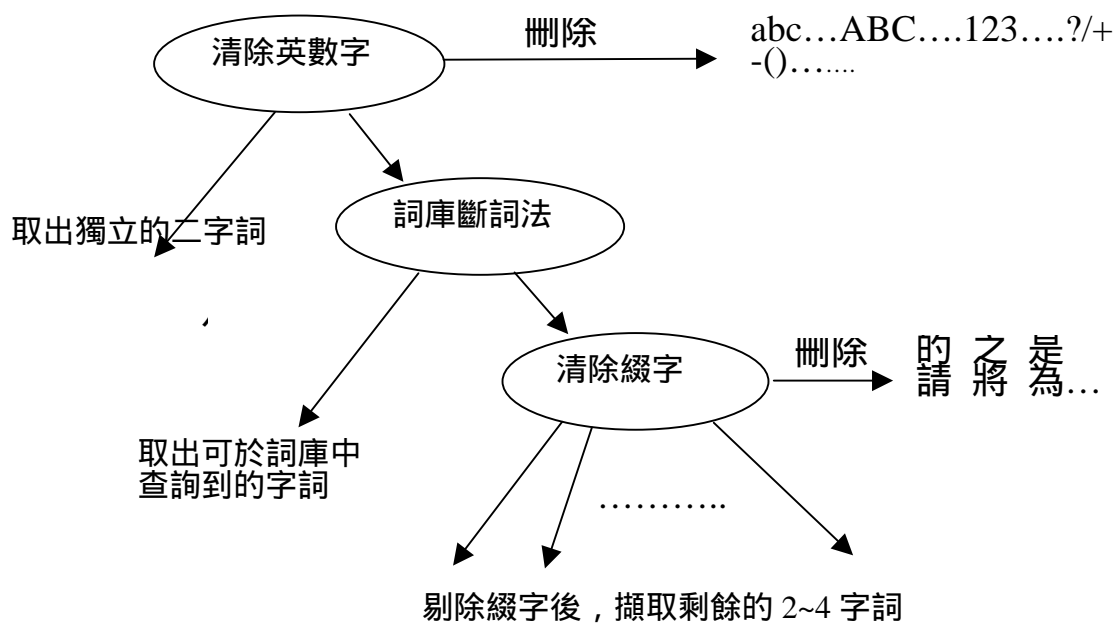 清除英數字
刪除
abc…ABC….123….?/+
-()…....
取出獨立的二字詞
詞庫斷詞法
清除綴字
刪除
的 之 是
請 將 為…
取出可於詞庫中
查詢到的字詞
………..
剔除綴字後，擷取剩餘的 2~4 字詞